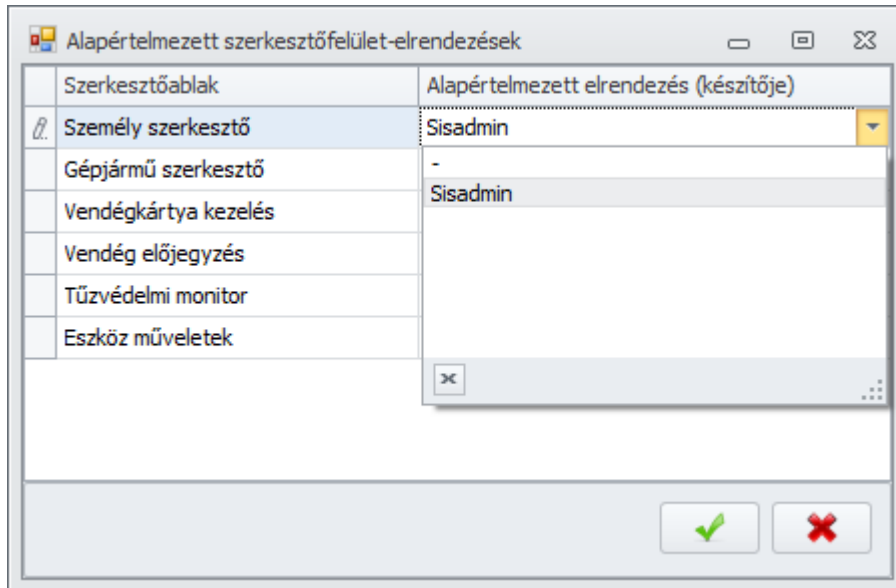 Alapértelmezett szerkesztőfelület-elrendezések
Szerkesztőablak Alapértelmezett elrendezés (készítője)
Személy szerkesztő Sisadmin
Gépjármű szerkesztő -
Vendégkártya kezelés Sisadmin
Vendég előjegyzés
Tűzvédelmi monitor
Eszköz műveletek